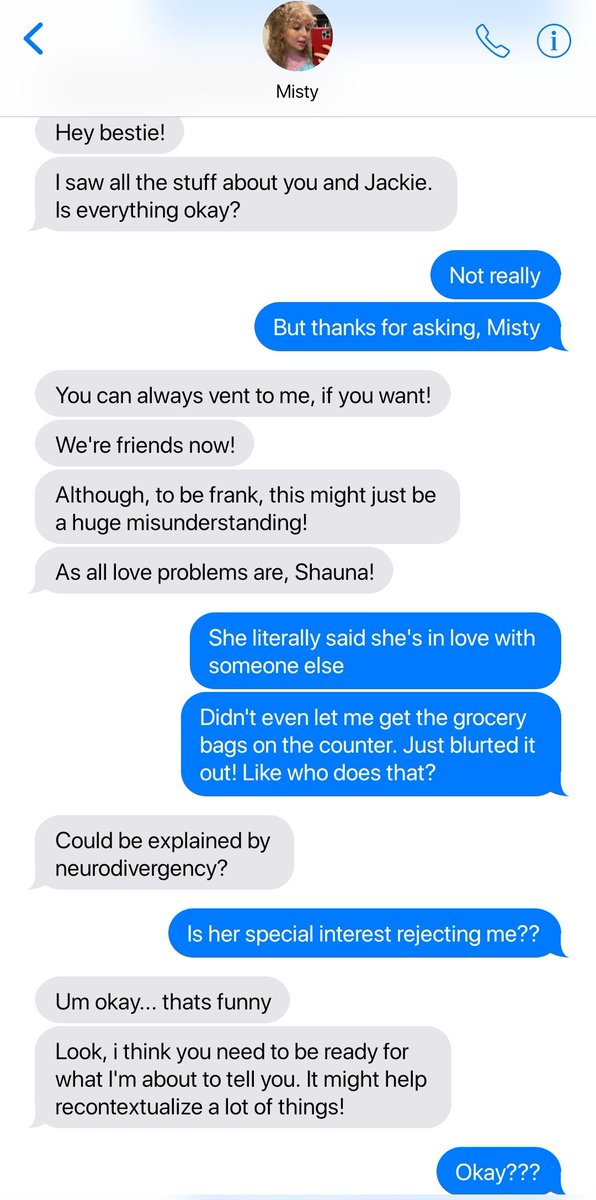 Misty
Hey bestie!
I saw all the stuff about you and Jackie.
Is everything okay?
Not really
But thanks for asking, Misty
You can always vent to me, if you want!
We're friends now!
Although, to be frank, this might just be
a huge misunderstanding!
As all love problems are, Shauna!
She literally said she's in love with
someone else
Didn't even let me get the grocery
bags on the counter. Just blurted it
out! Like who does that?
Could be explained by
neurodivergency?
Is her special interest rejecting me??
Um okay... thats funny
Look, i think you need to be ready for
what I'm about to tell you. It might help
recontextualize a lot of things!
Okay???